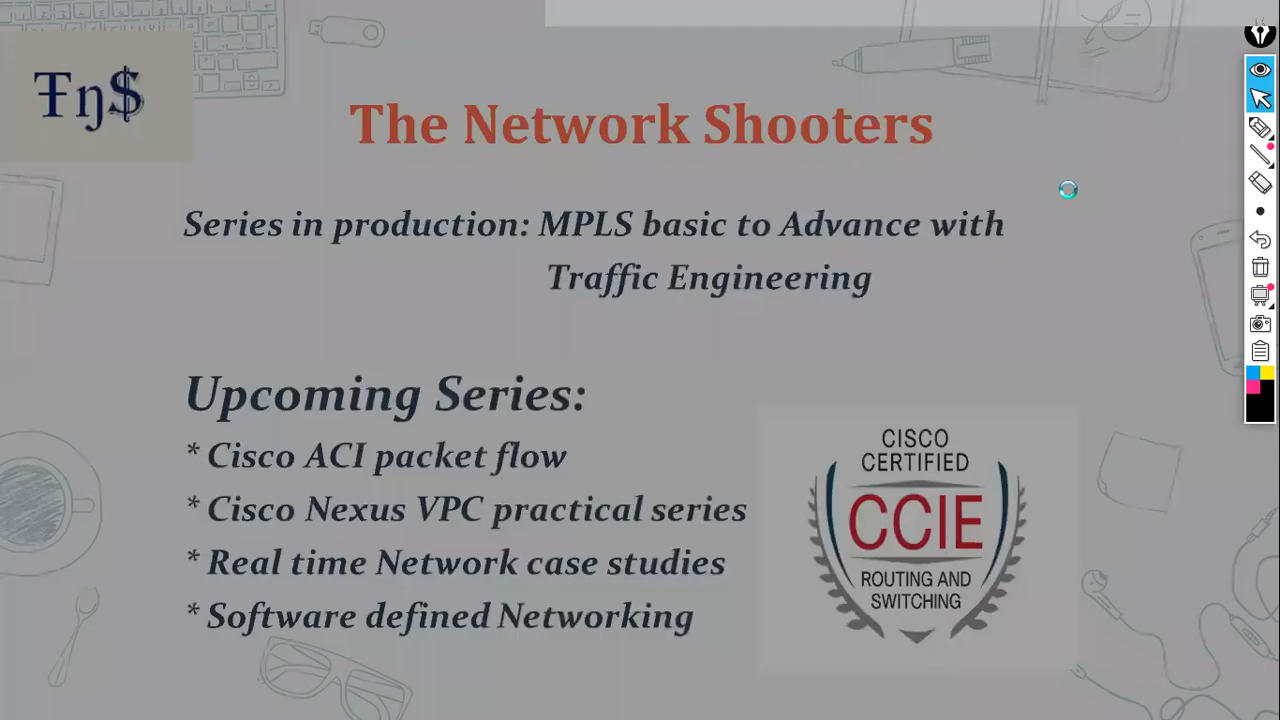 Ŧŋ$
The Network Shooters
Series in production: MPLS basic to Advance with
Traffic Engineering
Upcoming Series:
* Cisco ACI packet flow
* Cisco Nexus VPC practical series
* Real time Network case studies
* Software defined Networking
CISCO
CERTIFIED
CCIE
ROUTING AND
SWITCHING